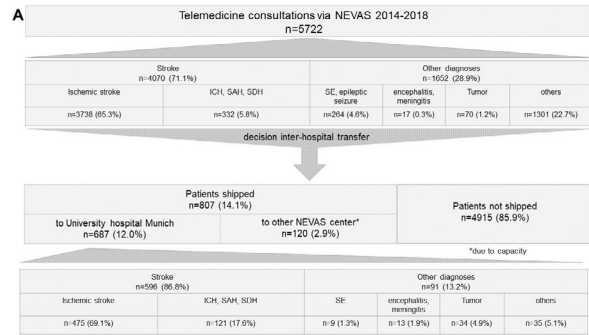 A
Telemedicine consultations via NEVAS 2014-2018
n=5722
Stroke
n=4070 (71.1%)
Other diagnoses
n=1652 (28.9%)
Ischemic stroke
n=3738 (65.3%)
ICH, SAH, SDH
n=332 (5.8%)
SE, epileptic
seizure
n=264 (4.6%)
encephalitis,
meningitis
n=17 (0.3%)
Tumor
n=70 (1.2%)
others
n=1301 (22.7%)
decision inter-hospital transfer
Patients shipped
n=807 (14.1%)
Patients not shipped
n=4915 (85.9%)
to University hospital Munich
n=687 (12.0%)
to other NEVAS center*
n=120 (2.9%)
*due to capacity
Stroke
n=596 (86.8%)
Other diagnoses
n=91 (13.2%)
Ischemic stroke
n=475 (69.1%)
ICH, SAH, SDH
n=121 (17.6%)
SE
n=9 (1.3%)
encephalitis,
meningitis
n=13 (1.9%)
Tumor
n=34 (4.9%)
others
n=35 (5.1%)